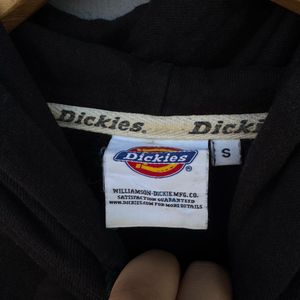 Dickies. Dickies
Dickies
S
WILLIAMSON-DICKIE MFG. CO.
SATISFACTION GUARANTEED
WWW.DICKIES.COM FOR MORE DETAILS